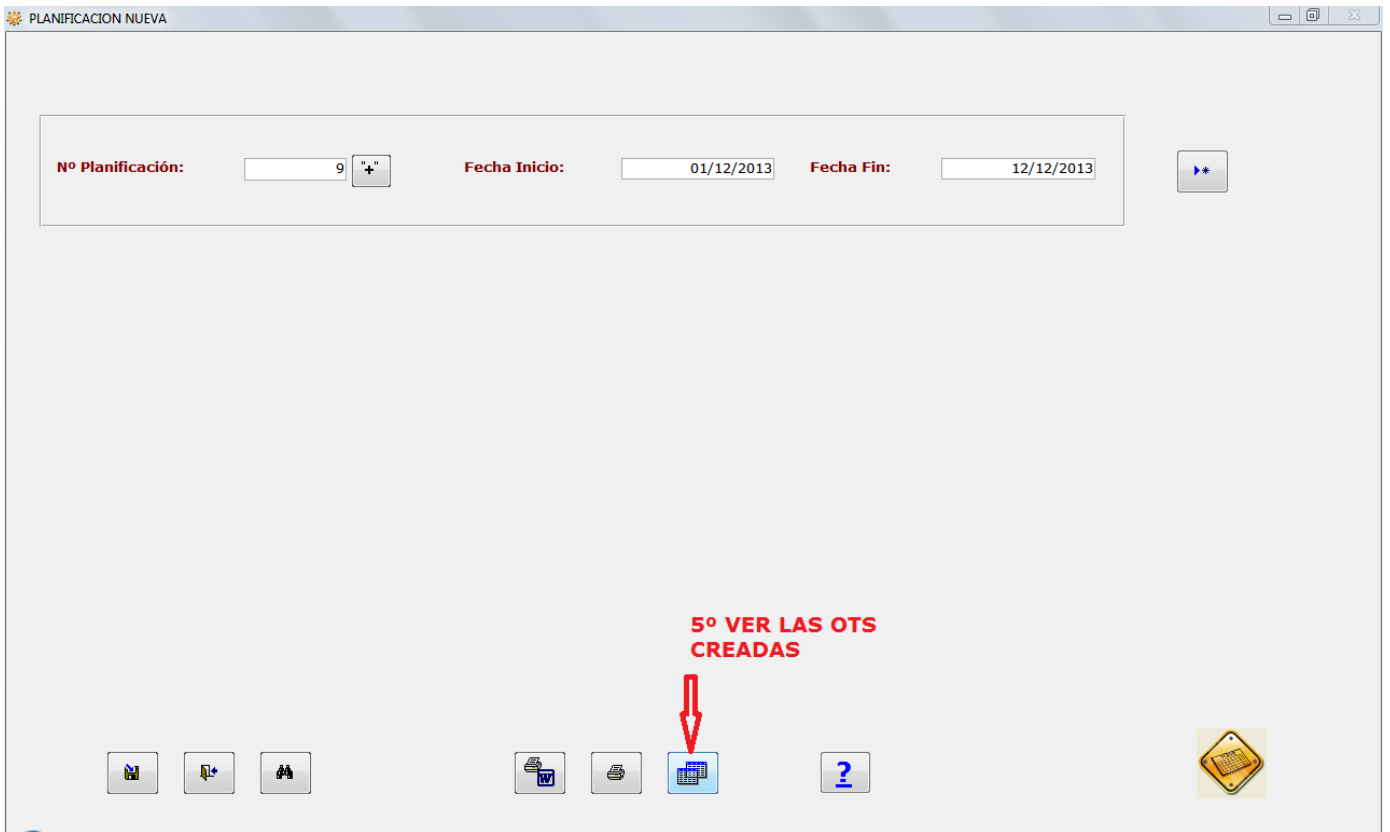 PLANIFICACION NUEVA
Nº Planificación: 9 "+" Fecha Inicio: 01/12/2013 Fecha Fin: 12/12/2013
5º VER LAS OTS
CREADAS
W ?